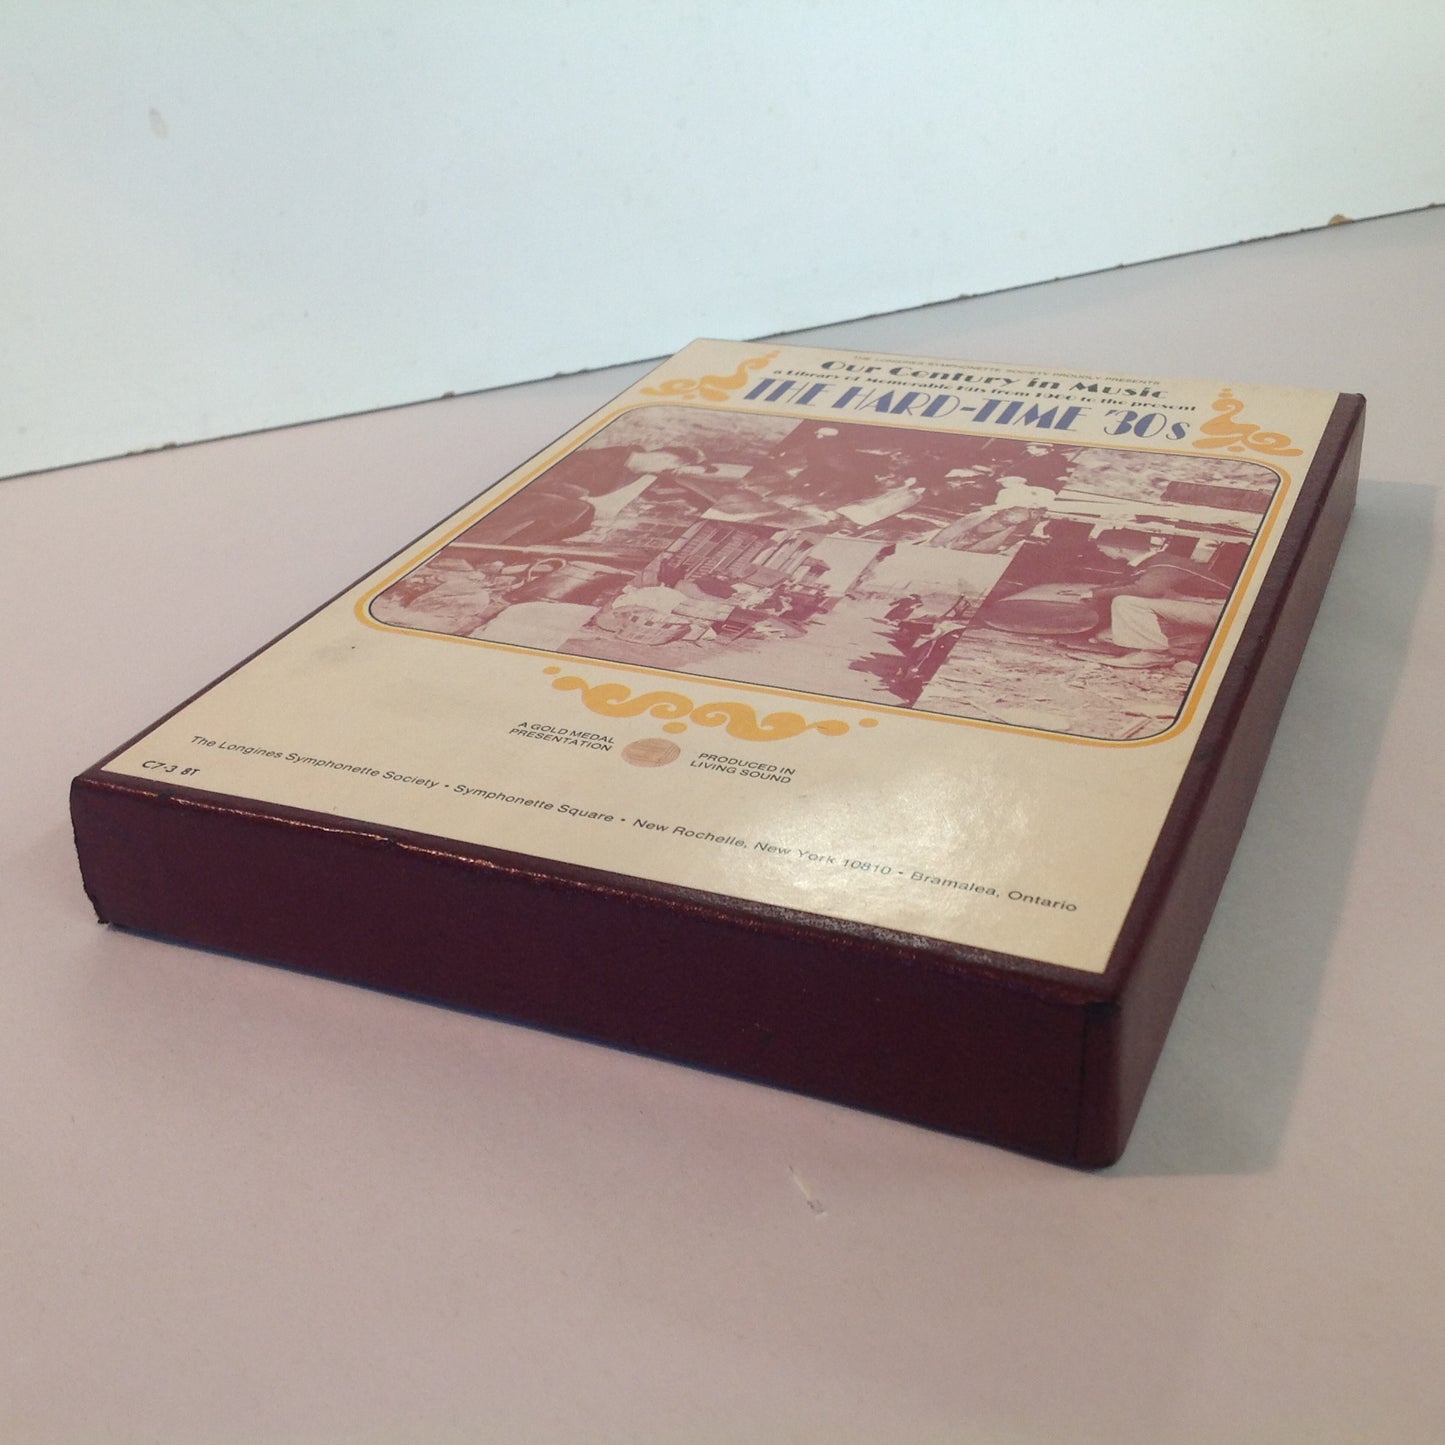 THE LONGINES SYMPHONETTE SOCIETY PROUDLY PRESENTS
Our Century in Music
a Library of Memorable Hits from 1900 to the present
THE HARD-TIME '30s
A GOLD MEDAL
PRESENTATION
PRODUCED IN
LIVING SOUND
The Longines Symphonette Society • Symphonette Square • New Rochelle, New York 10810 • Bramalea, Ontario
C7-3 8T